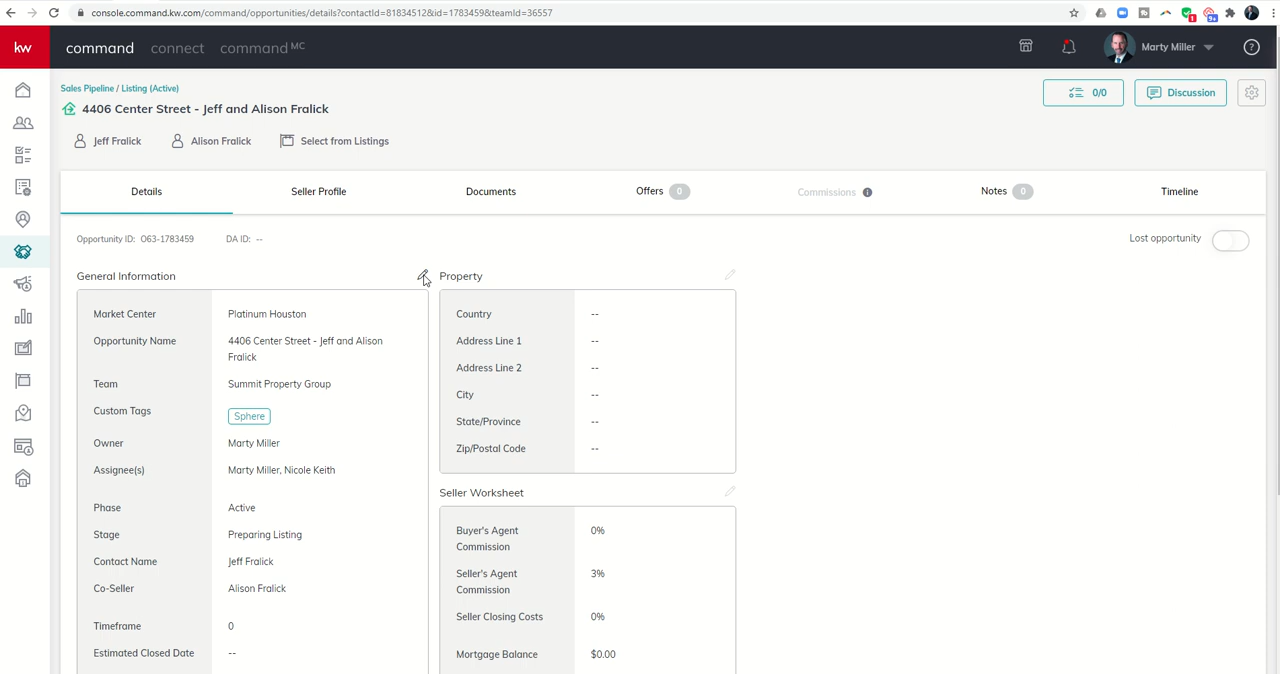 console.command.kw.com/command/opportunities/details?contactId=81834512&id=1783459&teamId=36557
1
9+
kw
command
connect
command MC
Marty Miller
?
Sales Pipeline / Listing (Active)
4406 Center Street - Jeff and Alison Fralick
0/0
Discussion
Jeff Fralick
Alison Fralick
Select from Listings
Details
Seller Profile
Documents
Offers 0
Commissions i
Notes 0
Timeline
Opportunity ID: O63-1783459
DA ID: --
Lost opportunity
General Information
Market Center Platinum Houston
Opportunity Name 4406 Center Street - Jeff and Alison
Fralick
Team Summit Property Group
Custom Tags Sphere
Owner Marty Miller
Assignee(s) Marty Miller, Nicole Keith
Phase Active
Stage Preparing Listing
Contact Name Jeff Fralick
Co-Seller Alison Fralick
Timeframe 0
Estimated Closed Date --
Property
Country --
Address Line 1 --
Address Line 2 --
City --
State/Province --
Zip/Postal Code --
Seller Worksheet
Buyer's Agent 0%
Commission
Seller's Agent 3%
Commission
Seller Closing Costs 0%
Mortgage Balance $0.00